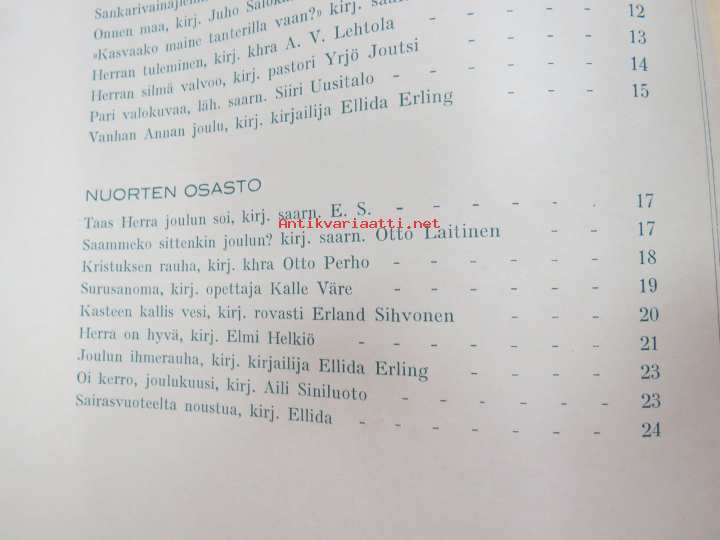 Onnen maa, kirj. Juho
»Kasvaako maine tanterilla vaan?» kirj. 12
Herran tuleminen, kirj. khra A. V. Lehtola - - - - 13
Herran silmä valvoo, kirj. pastori Yrjö Joutsi - - - 14
Pari valokuvaa, läh. saarn. Siiri Uusitalo - - - - 15
Vanhan Annan joulu, kirj. kirjailija Ellida Erling - - -
NUORTEN OSASTO
Taas Herra joulun soi, kirj. saarn. E. S. - - - - - . 17
Antikvariaatti.net
Saammeko sittenkin joulun? kirj. saarn. Otto Laitinen - - 17
Kristuksen rauha, kirj. khra Otto Perho - - - - - 18
Surusanoma, kirj. opettaja Kalle Väre - - - - - - 19
Kasteen kallis vesi, kirj. rovasti Erland Sihvonen - - - - 20
Herra on hyvä, kirj. Elmi Helkiö - - - - - - 21
Joulun ihmerauha, kirj. kirjailija Ellida Erling - - - - 23
Oi kerro, joulukuusi, kirj. Aili Siniluoto - - - - - - 23
Sairasvuoteelta noustua, kirj. Ellida - - - - - - 24